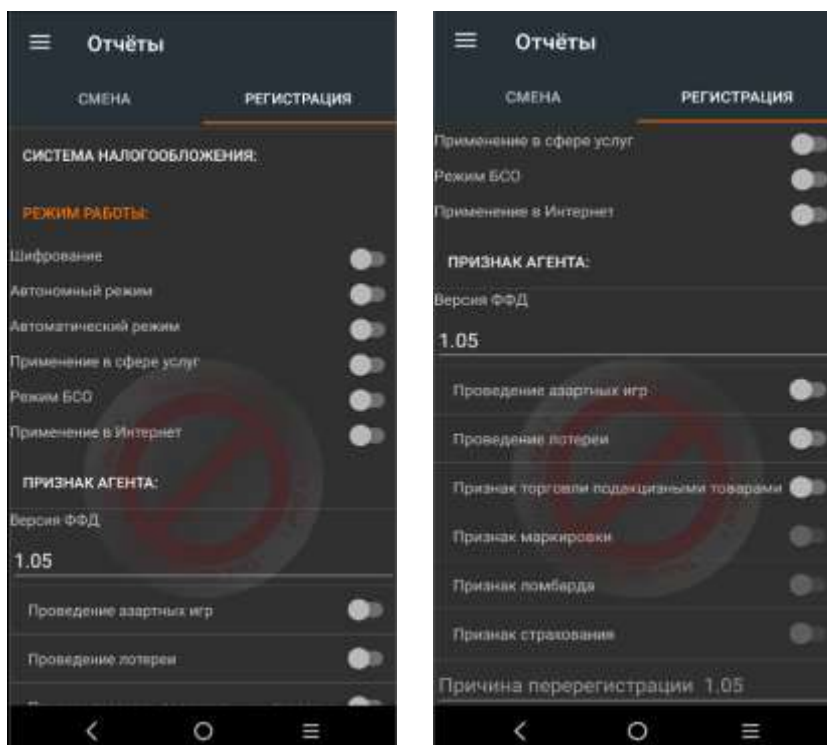 Отчёты
СМЕНА РЕГИСТРАЦИЯ
СИСТЕМА НАЛОГООБЛОЖЕНИЯ:
РЕЖИМ РАБОТЫ:
Шифрование
Автономный режим
Автоматический режим
Применение в сфере услуг
Режим БСО
Применение в Интернет
ПРИЗНАК АГЕНТА:
Версия ФФД
1.05
Проведение азартных игр
Проведение лотереи
Отчёты
СМЕНА РЕГИСТРАЦИЯ
Применение в сфере услуг
Режим БСО
Применение в Интернет
ПРИЗНАК АГЕНТА:
Версия ФФД
1.05
Проведение азартных игр
Проведение лотереи
Признак торговли подакцизными товарами
Признак маркировки
Признак ломбарда
Признак страхования
Причина перерегистрации 1.05